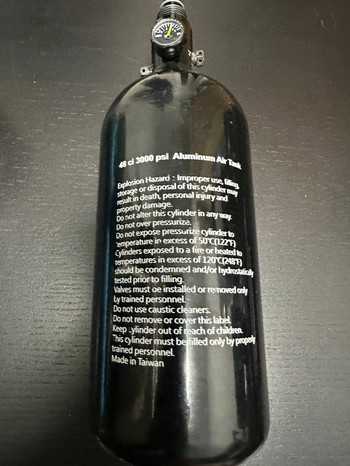 48 ci 3000 psi Aluminum Air Tank
Explosion Hazard : Improper use, filling,
storage or disposal of this cylinder may
result in death, personal injury and
property damage.
Do not alter this cylinder in any way.
Do not over pressurize.
Do not expose pressurize cylinder to
temperature in excess of 50°C(122°F)
Cylinders exposed to a fire or heated to
temperatures in excess of 120°C(248°F)
should be condemned and/or hydrostatically
tested prior to filling.
Valves must be installed or removed only
by trained personnel.
Do not use caustic cleaners.
Do not remove or cover this label.
Keep cylinder out of reach of children.
This cylinder must be filled only by properly
trained personnel.
Made in Taiwan